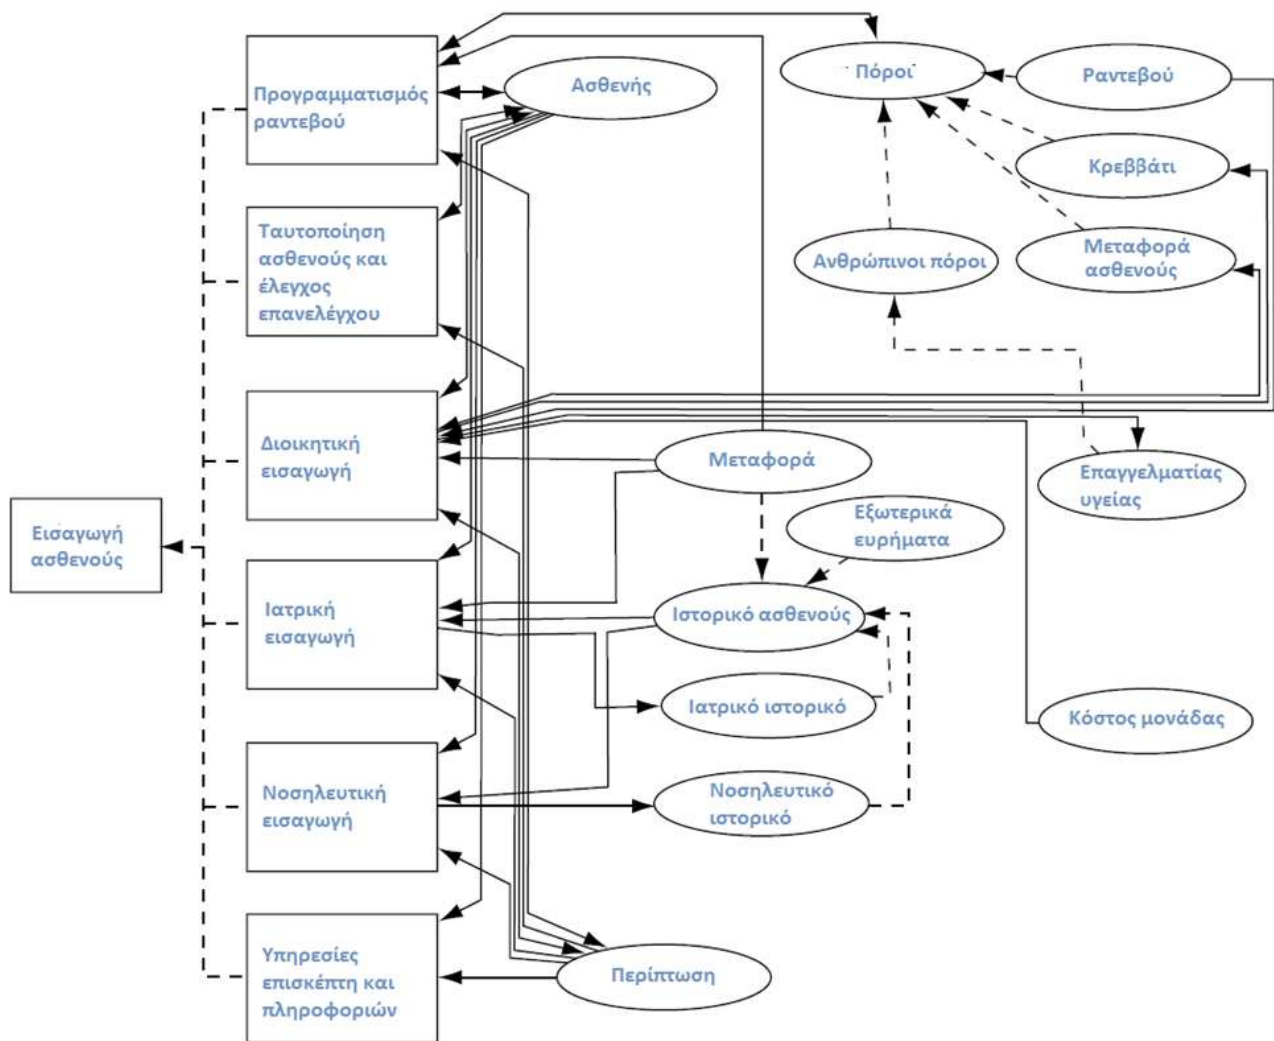 Προγραμματισμός
ραντεβού
Ασθενής
Πόροι
Ραντεβού
Κρεββάτι
Ταυτοποίηση
ασθενούς και
έλεγχος
επανελέγχου
Ανθρώπινοι πόροι
Μεταφορά
ασθενούς
Διοικητική
εισαγωγή
Μεταφορά
Επαγγελματίας
υγείας
Εξωτερικά
ευρήματα
Εισαγωγή
ασθενούς
Ιατρική
εισαγωγή
Ιστορικό ασθενούς
Ιατρικό ιστορικό
Κόστος μονάδας
Νοσηλευτική
εισαγωγή
Νοσηλευτικό
ιστορικό
Υπηρεσίες
επισκέπτη και
πληροφοριών
Περίπτωση